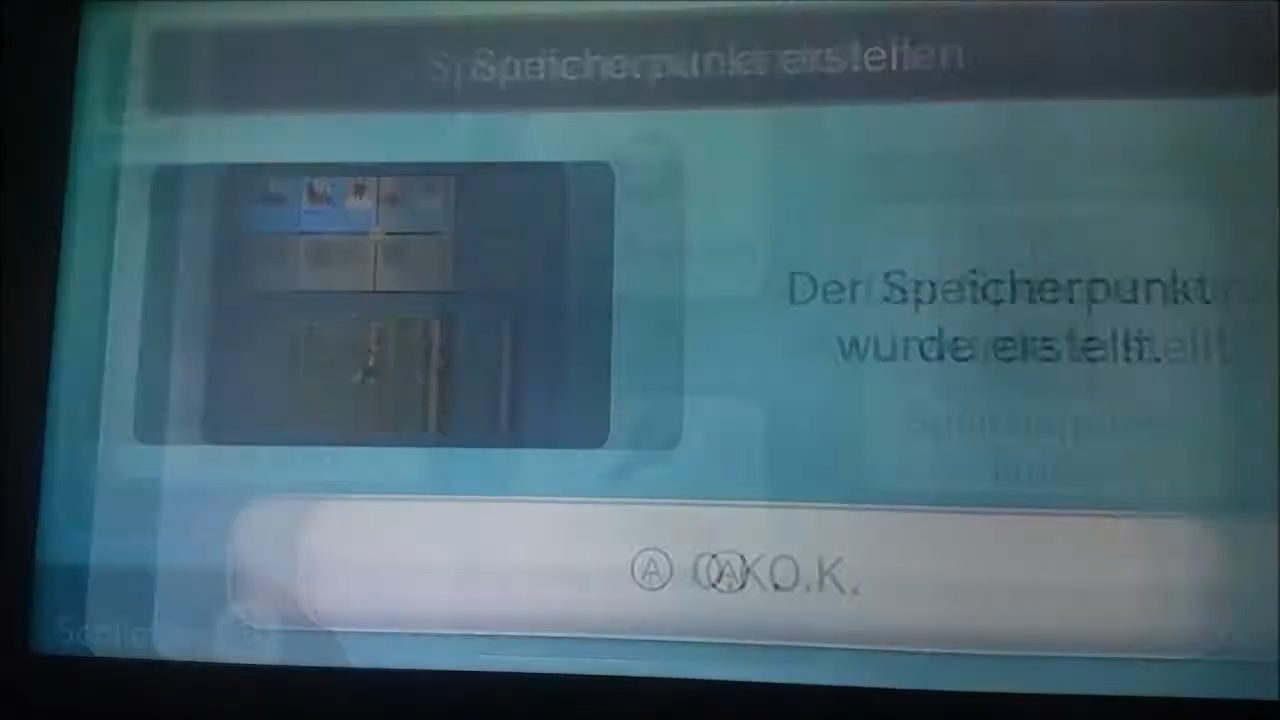 Speicherpunkt erstellen
Der Speicherpunkt
wurde erstellt.
Ⓐ O.K.